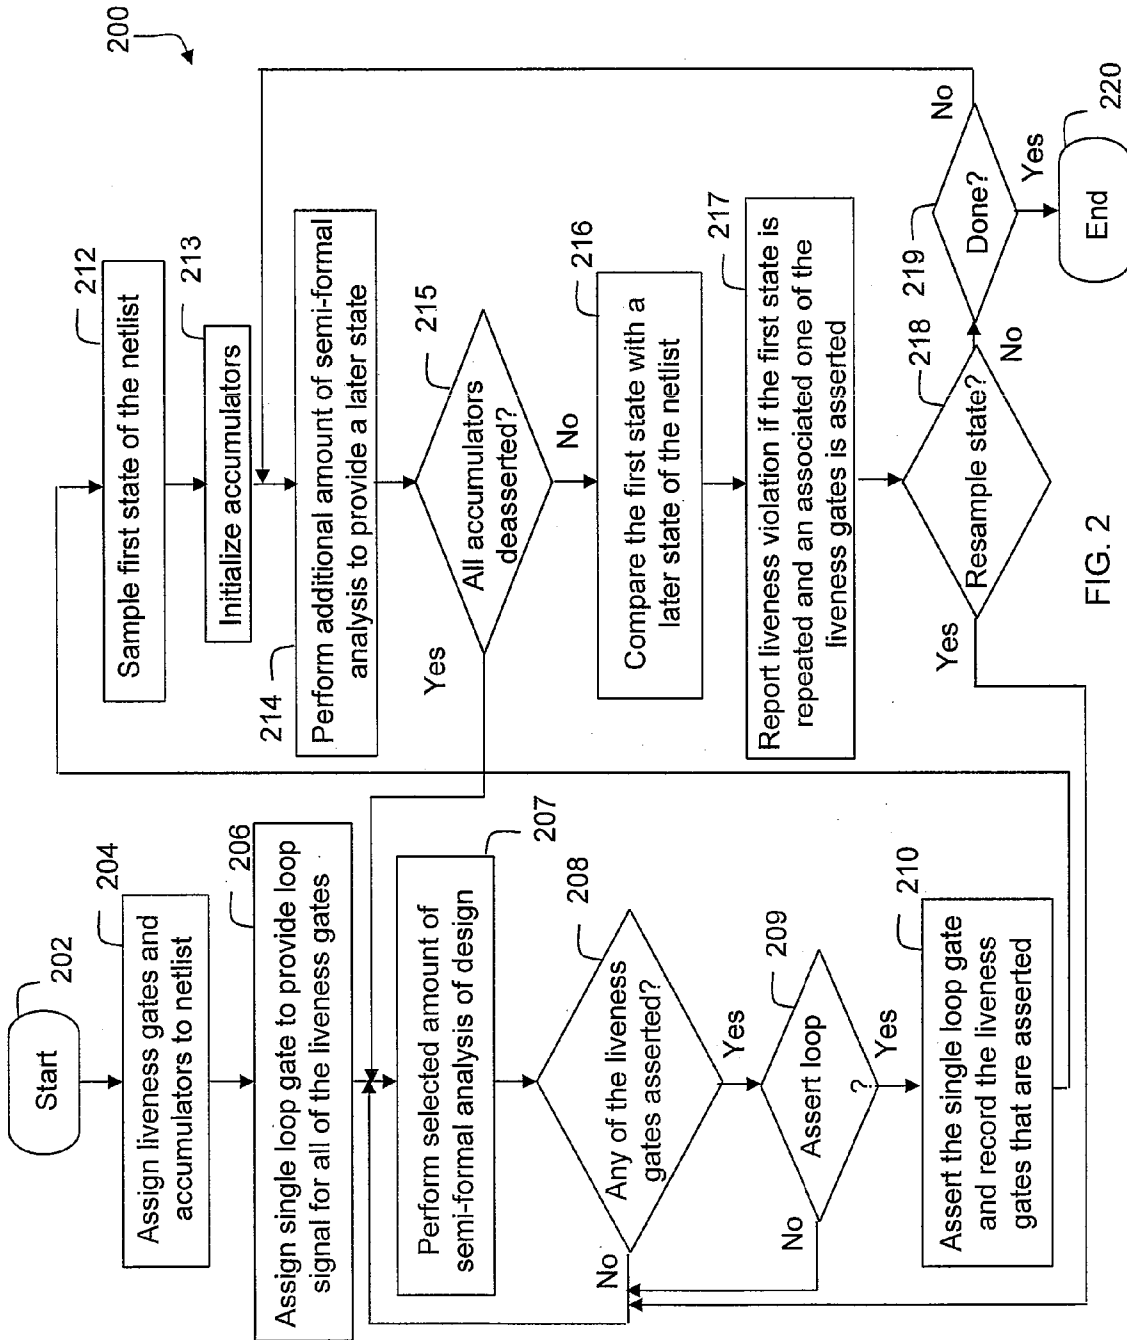 200
Start
202
Assign liveness gates and
accumulators to netlist
204
Assign single loop gate to provide loop
signal for all of the liveness gates
206
Perform selected amount of
semi-formal analysis of design
207
Any of the liveness
gates asserted?
208
No
Yes
Assert loop
?
209
No
Yes
Assert the single loop gate
and record the liveness
gates that are asserted
210
Sample first state of the netlist
212
Initialize accumulators
213
Perform additional amount of semi-formal
analysis to provide a later state
214
All accumulators
deasserted?
215
Yes
No
Compare the first state with a
later state of the netlist
216
Report liveness violation if the first state is
repeated and an associated one of the
liveness gates is asserted
217
Resample state?
218
Yes
No
Done?
219
No
Yes
End
220
FIG. 2